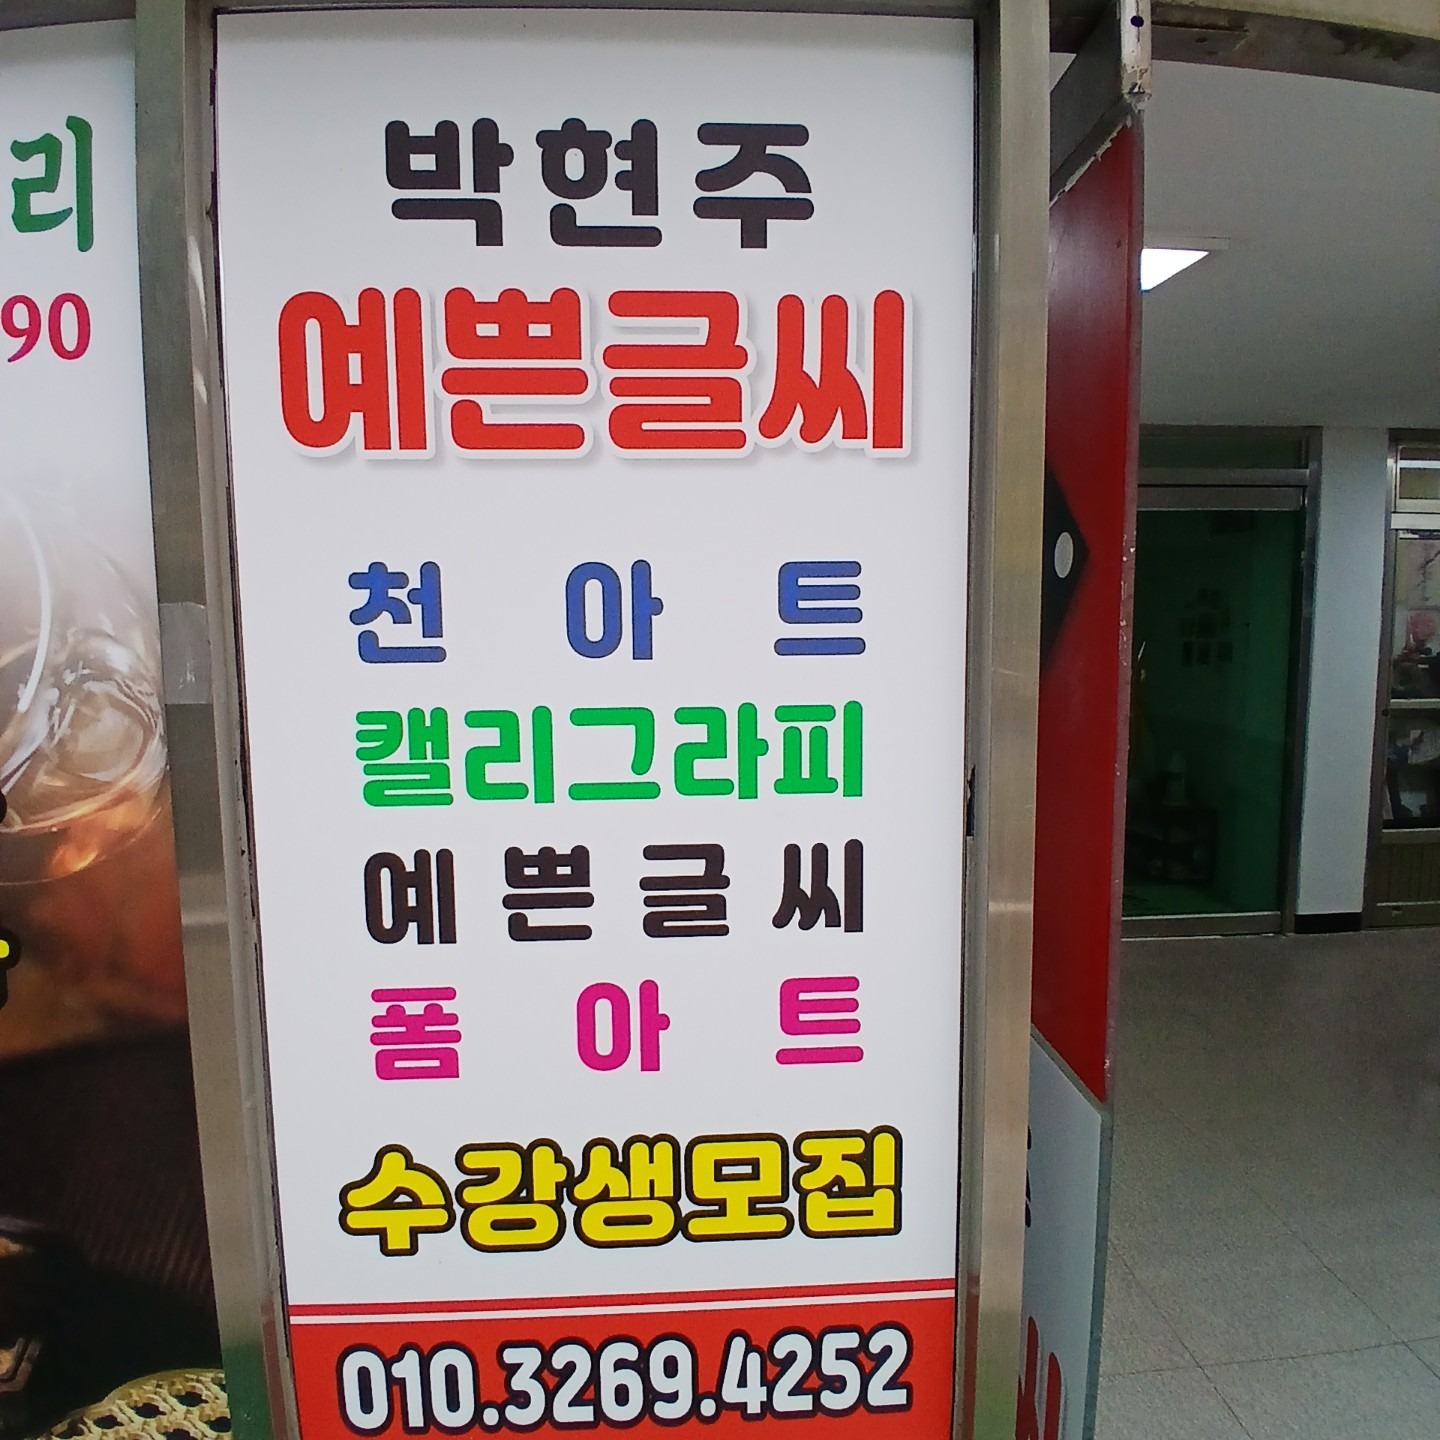 박현주
예쁜글씨
천 아 트
캘리그라피
예 쁜 글 씨
폼 아 트
수강생모집
010.3269.4252
리
90